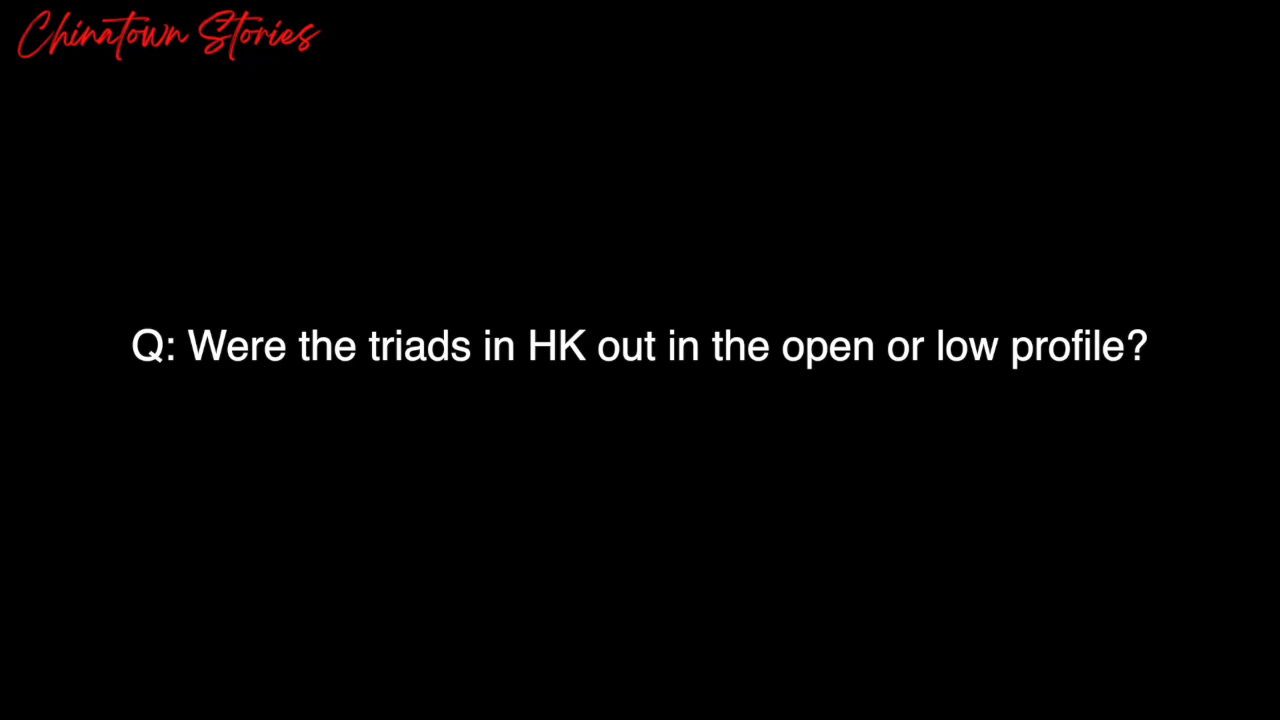 Chinatown Stories
Q: Were the triads in HK out in the open or low profile?